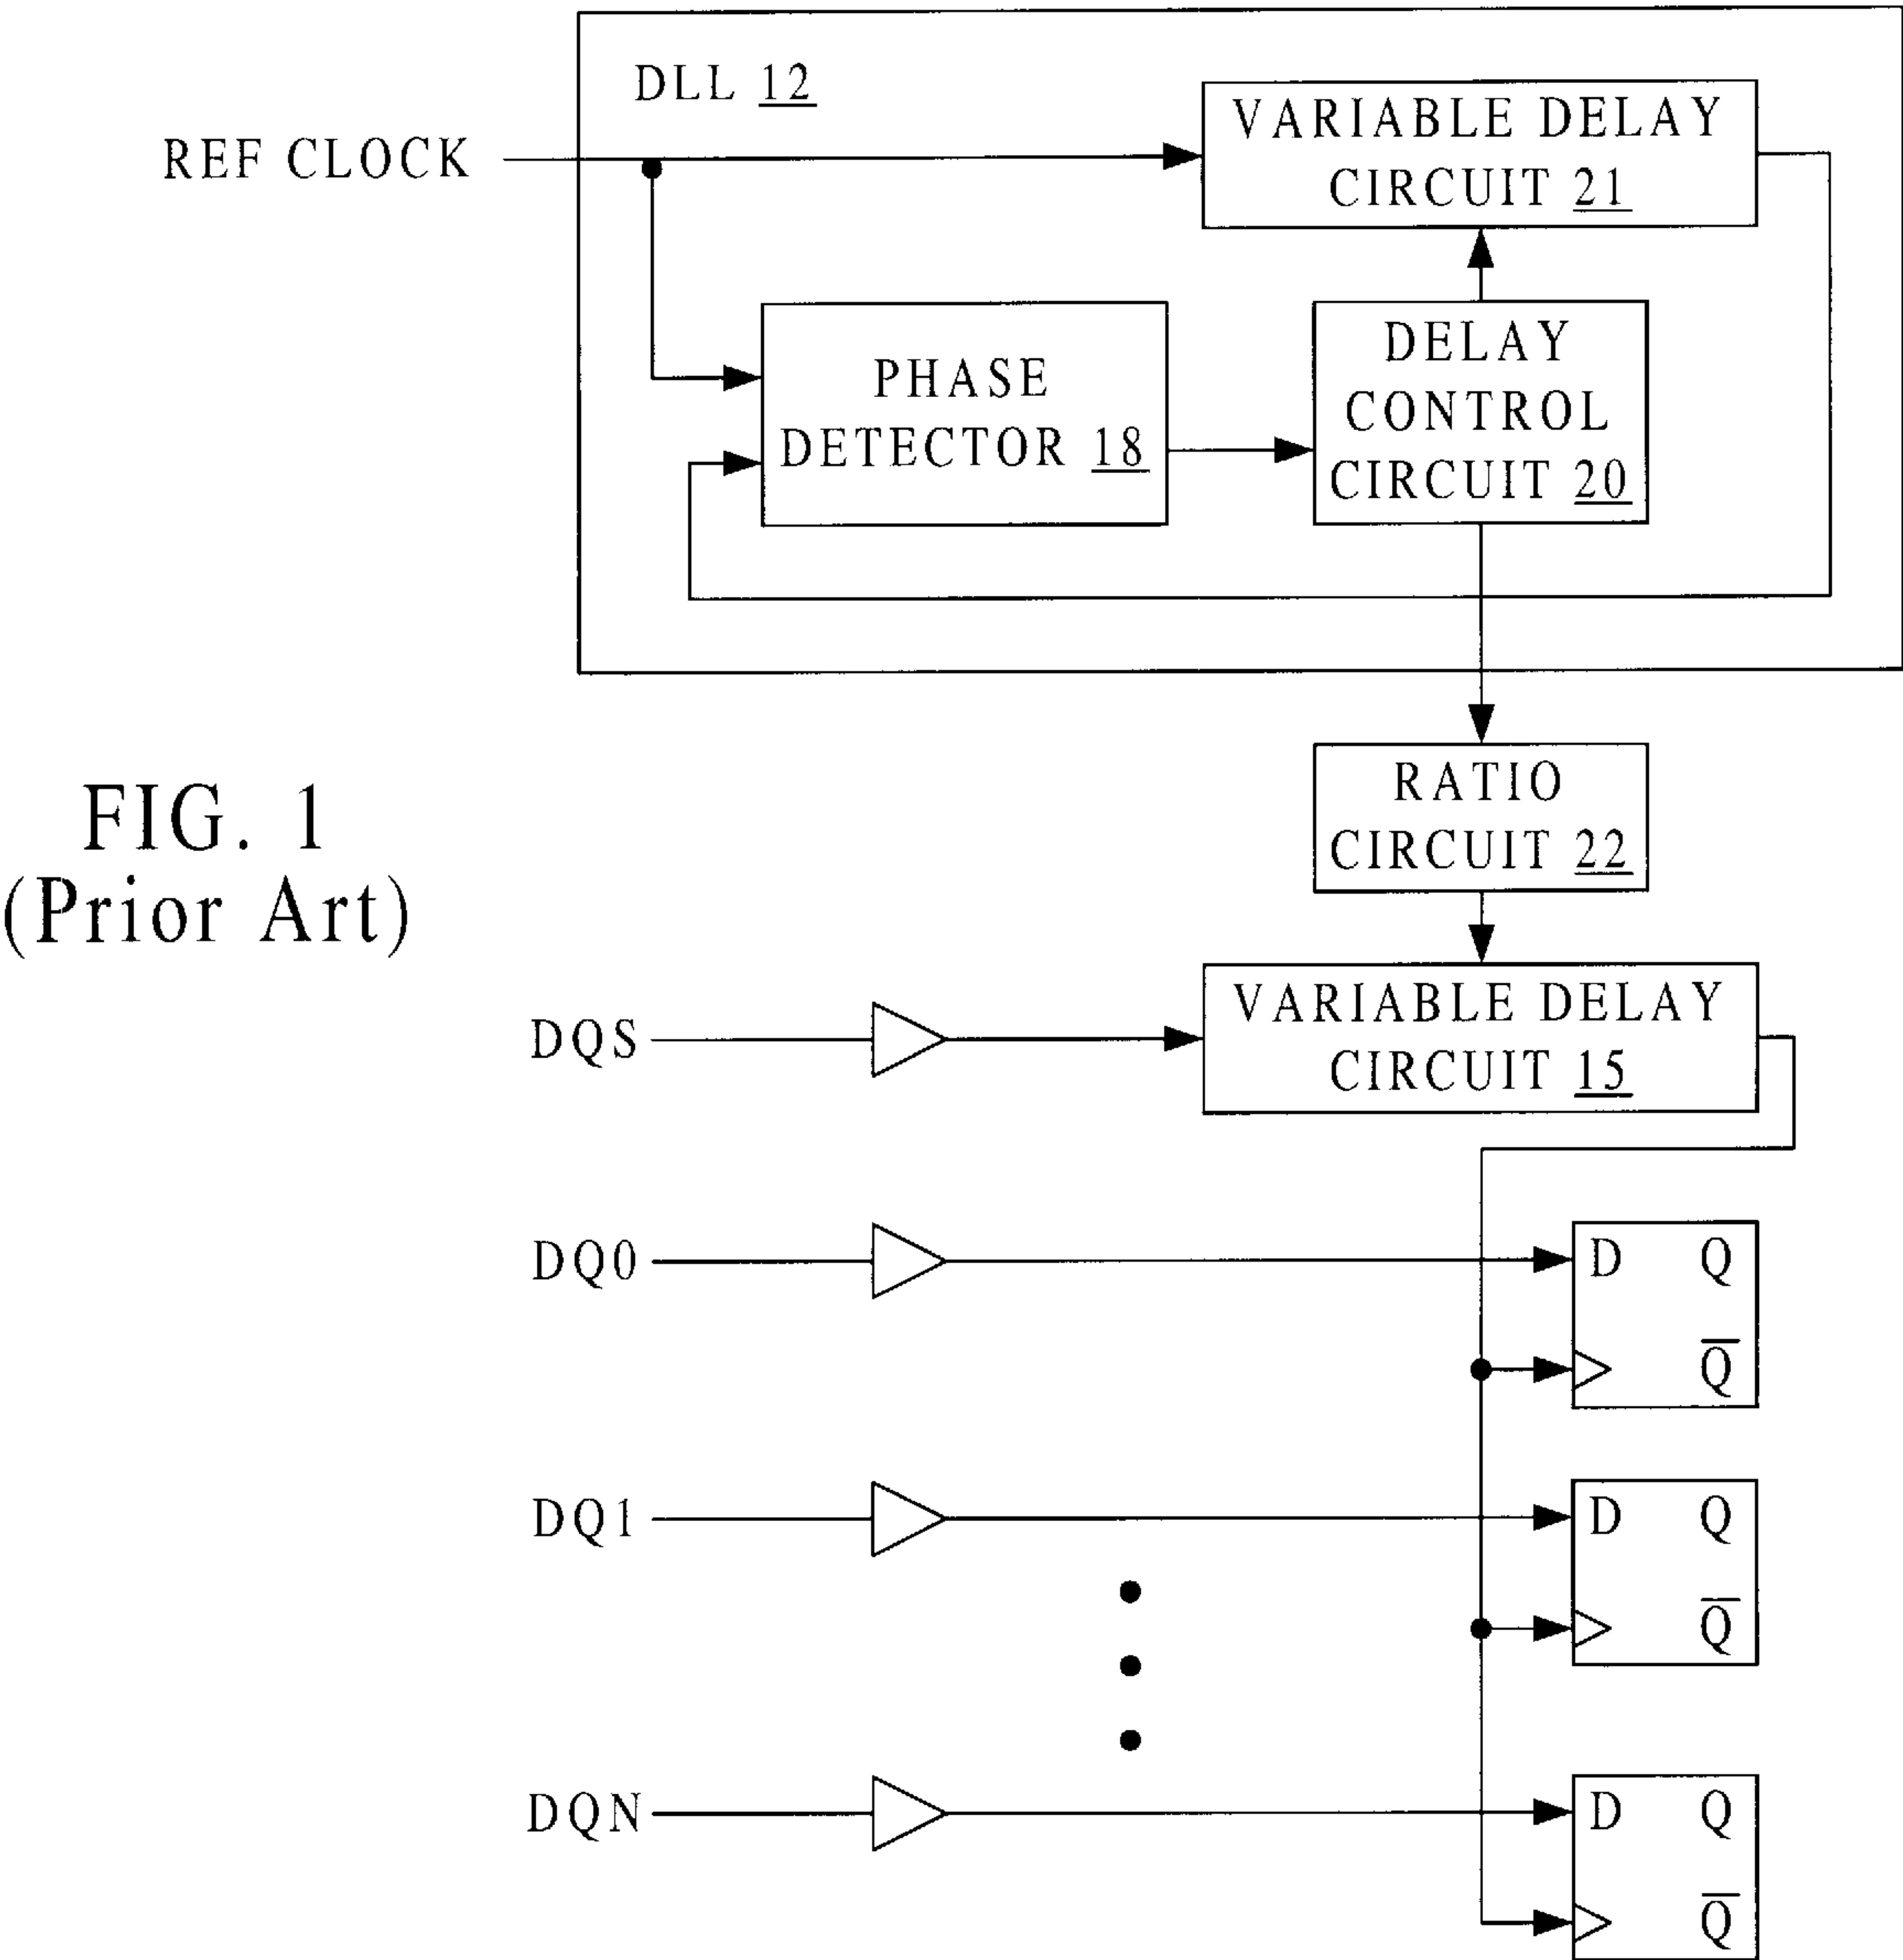 DLL 12
VARIABLE DELAY
CIRCUIT 21
REF CLOCK
PHASE
DETECTOR 18
DELAY
CONTROL
CIRCUIT 20
RATIO
CIRCUIT 22
FIG. 1
(Prior Art)
VARIABLE DELAY
CIRCUIT 15
DQS
DQ0
D Q
Q̅
DQ1
D Q
Q̅
DQN
D Q
Q̅